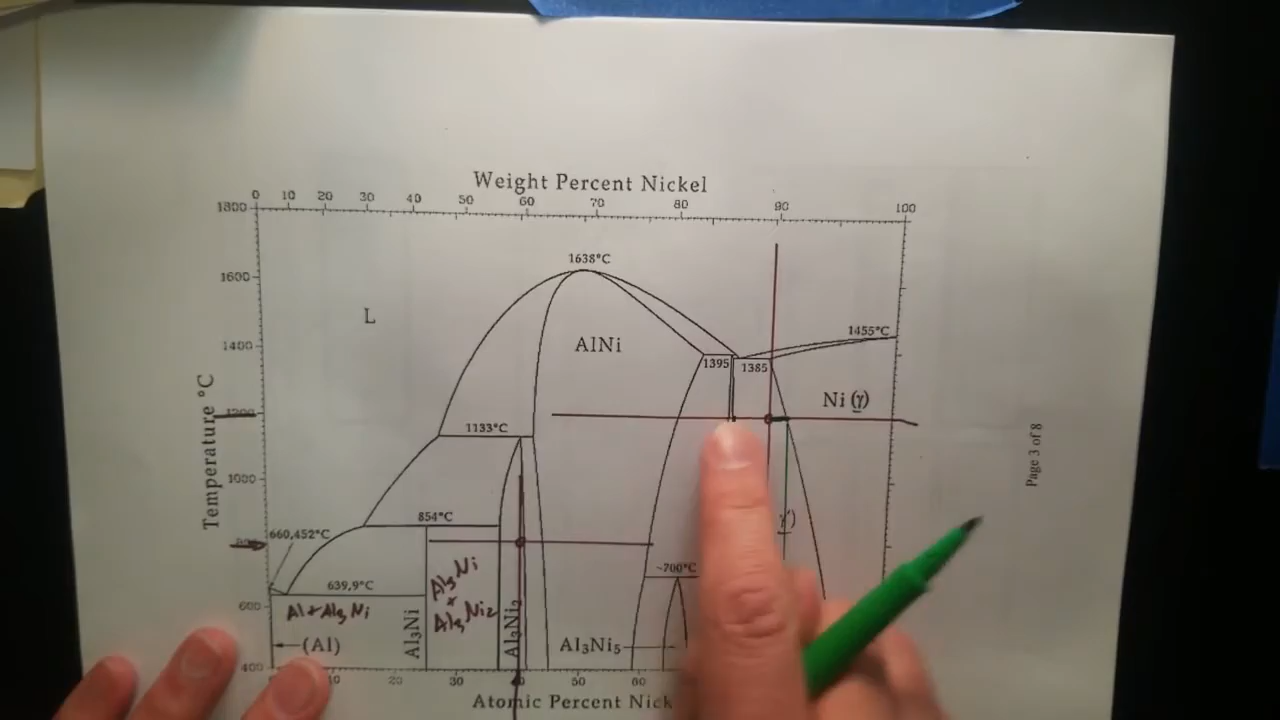 Weight Percent Nickel
0 10 20 30 40 50 60 70 80 90 100
1800
1638°C
1600
L
1455°C
AlNi
1400
1395
1385
Ni (γ)
1200
1133°C
Temperature °C
1000
854°C
660,452°C
Al3Ni
+
Al3Ni2
~700°C
639,9°C
600
Al + Al3Ni
Al3Ni
(Al)
Al3Ni5
400
20 30 40 50 60
Atomic Percent Nick
Page 3 of 8